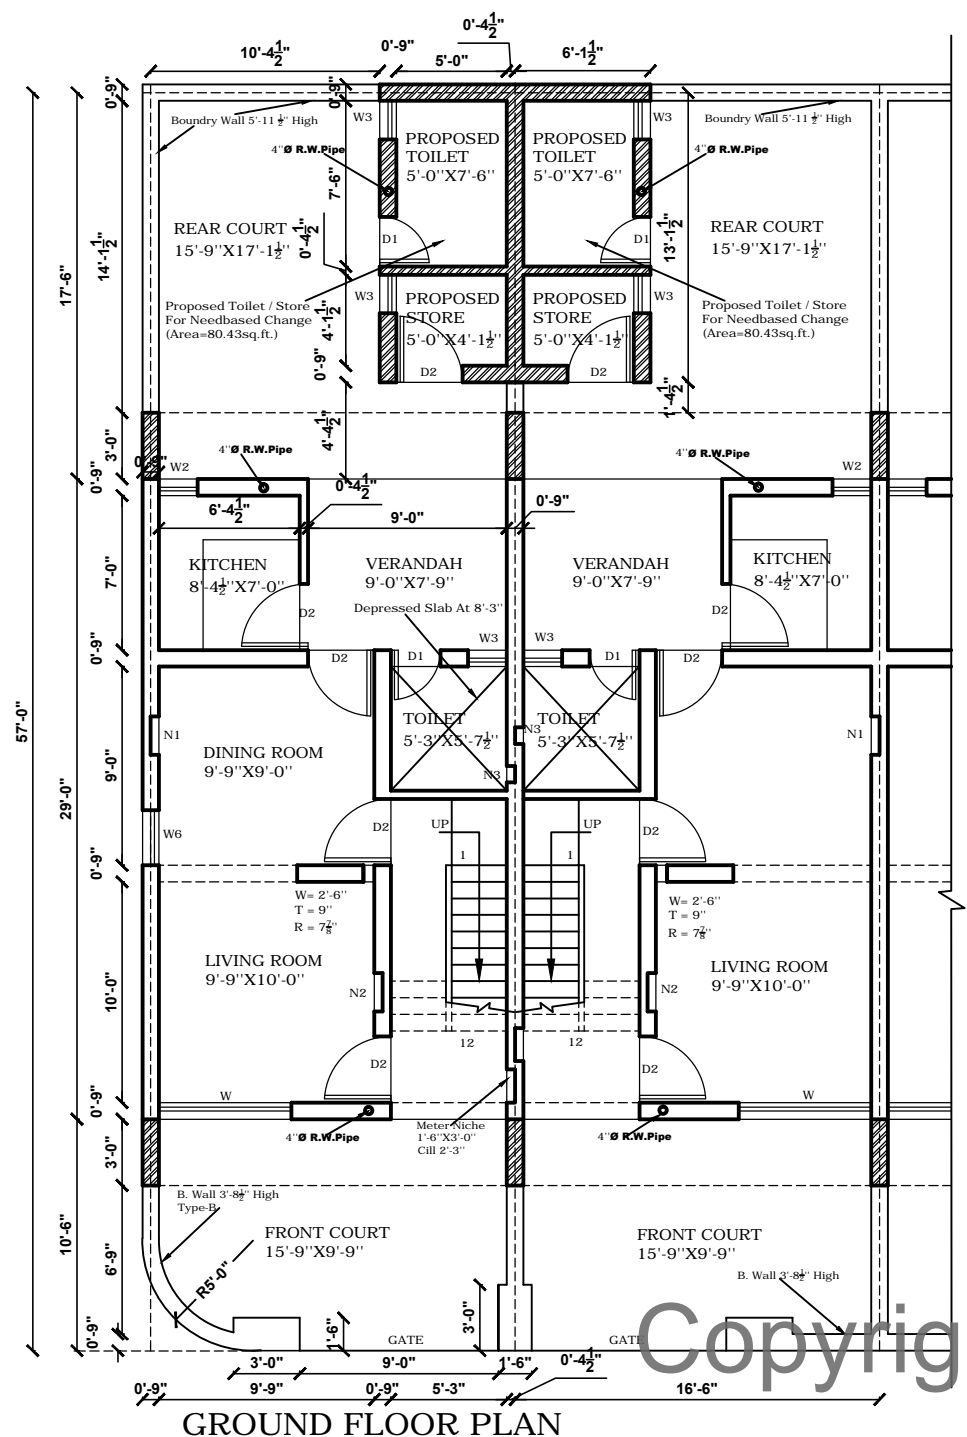 0'-4½"
10'-4½"
0'-9"
5'-0"
6'-1½"
0'-9"
0'-9"
Boundry Wall 5'-11 ½'' High
W3
W3
Boundry Wall 5'-11 ½'' High
PROPOSED
TOILET
5'-0''X7'-6''
PROPOSED
TOILET
5'-0''X7'-6''
4''Ø R.W.Pipe
4''Ø R.W.Pipe
7'-6"
REAR COURT
15'-9''X17'-1½''
REAR COURT
15'-9''X17'-1½''
14'-1½"
0'-4½"
13'-1½"
D1
D1
17'-6"
W3
W3
Proposed Toilet / Store
For Needbased Change
(Area=80.43sq.ft.)
Proposed Toilet / Store
For Needbased Change
(Area=80.43sq.ft.)
PROPOSED
STORE
5'-0''X4'-1½''
PROPOSED
STORE
5'-0''X4'-1½''
4'-1½"
0'-9"
D2
D2
1'-4½"
4'-4½"
3'-0"
0'-9"
4''Ø R.W.Pipe
4''Ø R.W.Pipe
W2
W2
0'-9"
6'-4½"
0'-4½"
9'-0"
0'-9"
KITCHEN
8'-4½''X7'-0''
VERANDAH
9'-0''X7'-9''
VERANDAH
9'-0''X7'-9''
KITCHEN
8'-4½''X7'-0''
7'-0"
D2
D2
Depressed Slab At 8'-3''
0'-9"
D2
D1
W3
W3
D1
D2
57'-0"
N1
N1
TOILET
5'-3''X5'-7½''
TOILET
5'-3''X5'-7½''
N3
N3
DINING ROOM
9'-9''X9'-0''
9'-0"
29'-0"
W6
D2
UP
UP
D2
0'-9"
1
1
W= 2'-6''
T = 9''
R = 7⅞''
W= 2'-6''
T = 9''
R = 7⅞''
LIVING ROOM
9'-9''X10'-0''
LIVING ROOM
9'-9''X10'-0''
10'-0"
N2
N2
12
12
D2
D2
0'-9"
W
W
4''Ø R.W.Pipe
4''Ø R.W.Pipe
Meter Niche
1'-6''X3'-0''
Cill 2'-3''
3'-0"
B. Wall 3'-8½'' High
Type-B
10'-6"
FRONT COURT
15'-9''X9'-9''
FRONT COURT
15'-9''X9'-9''
6'-9"
R5'-0"
B. Wall 3'-8½'' High
0'-9"
1'-6"
3'-0"
GATE
GATE
Copyrig
3'-0"
9'-0"
1'-6"
0'-4½"
0'-9"
9'-9"
0'-9"
5'-3"
16'-6"
GROUND FLOOR PLAN